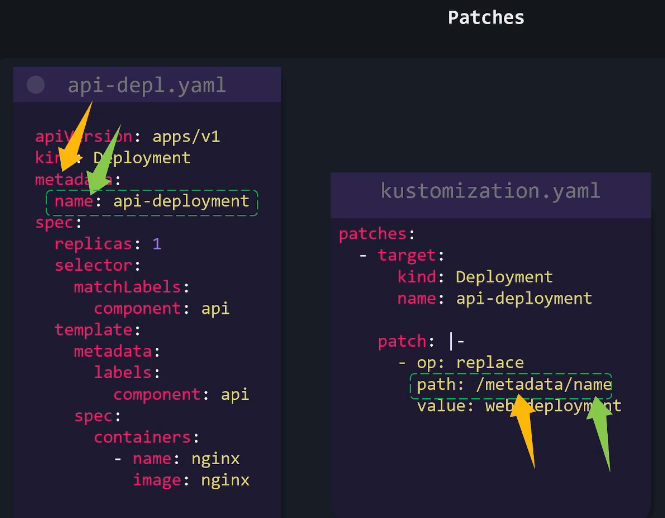 Patches
api-depl.yaml
apiVersion: apps/v1
kind: Deployment
metadata:
name: api-deployment
spec:
replicas: 1
selector:
matchLabels:
component: api
template:
metadata:
labels:
component: api
spec:
containers:
- name: nginx
image: nginx
kustomization.yaml
patches:
- target:
kind: Deployment
name: api-deployment
patch: |-
- op: replace
path: /metadata/name
value: web-deployment